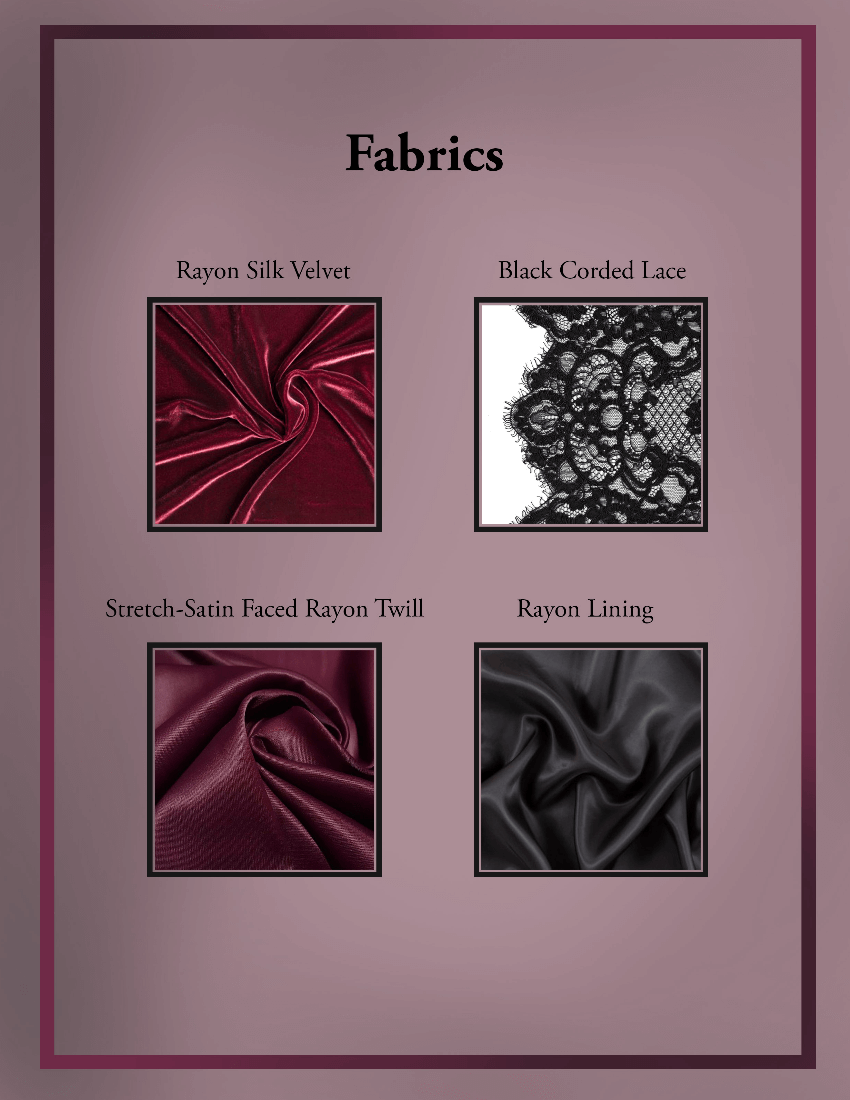 Fabrics
Rayon Silk Velvet
Black Corded Lace
Stretch-Satin Faced Rayon Twill
Rayon Lining